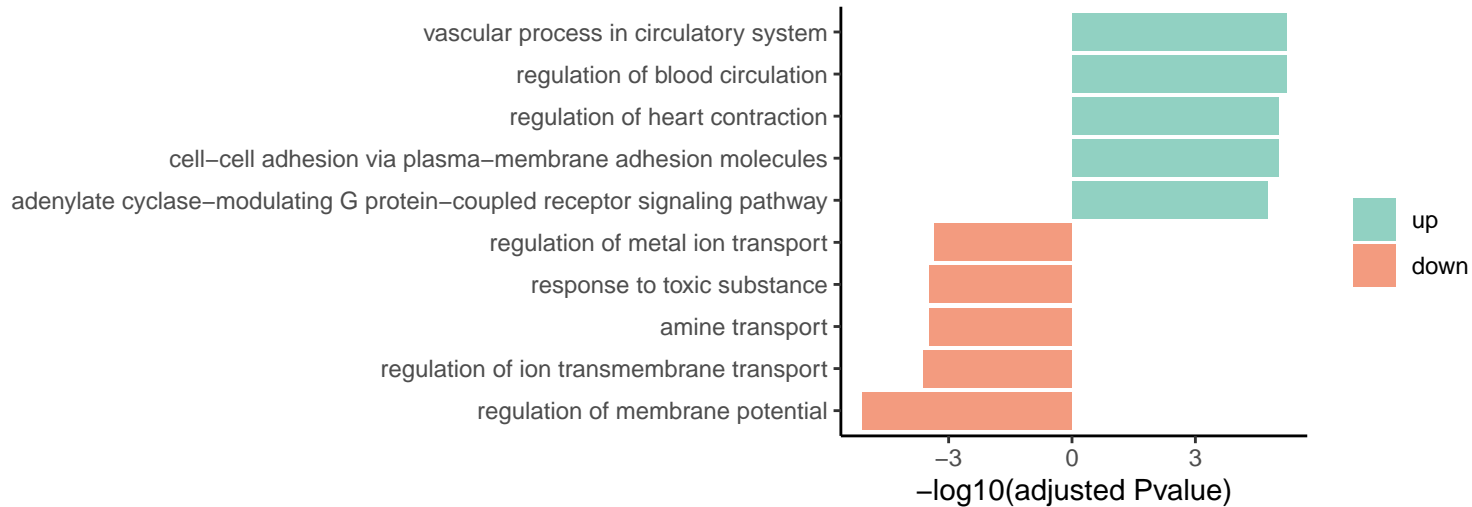 vascular process in circulatory system
regulation of blood circulation
regulation of heart contraction
cell−cell adhesion via plasma−membrane adhesion molecules
adenylate cyclase−modulating G protein−coupled receptor signaling pathway
regulation of metal ion transport
response to toxic substance
amine transport
regulation of ion transmembrane transport
regulation of membrane potential
−3 0 3
−log10(adjusted Pvalue)
up
down